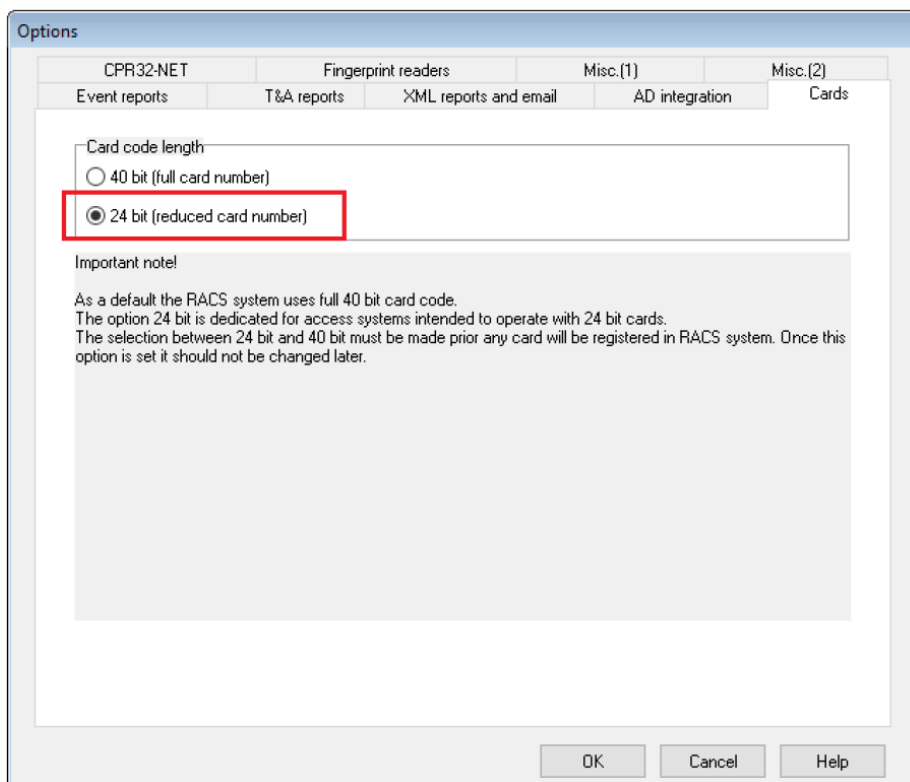 Options
CPR32-NET Fingerprint readers Misc.(1) Misc.(2)
Event reports T&A reports XML reports and email AD integration Cards
Card code length
40 bit (full card number)
24 bit (reduced card number)
Important note!
As a default the RACS system uses full 40 bit card code.
The option 24 bit is dedicated for access systems intended to operate with 24 bit cards.
The selection between 24 bit and 40 bit must be made prior any card will be registered in RACS system. Once this
option is set it should not be changed later.
OK Cancel Help